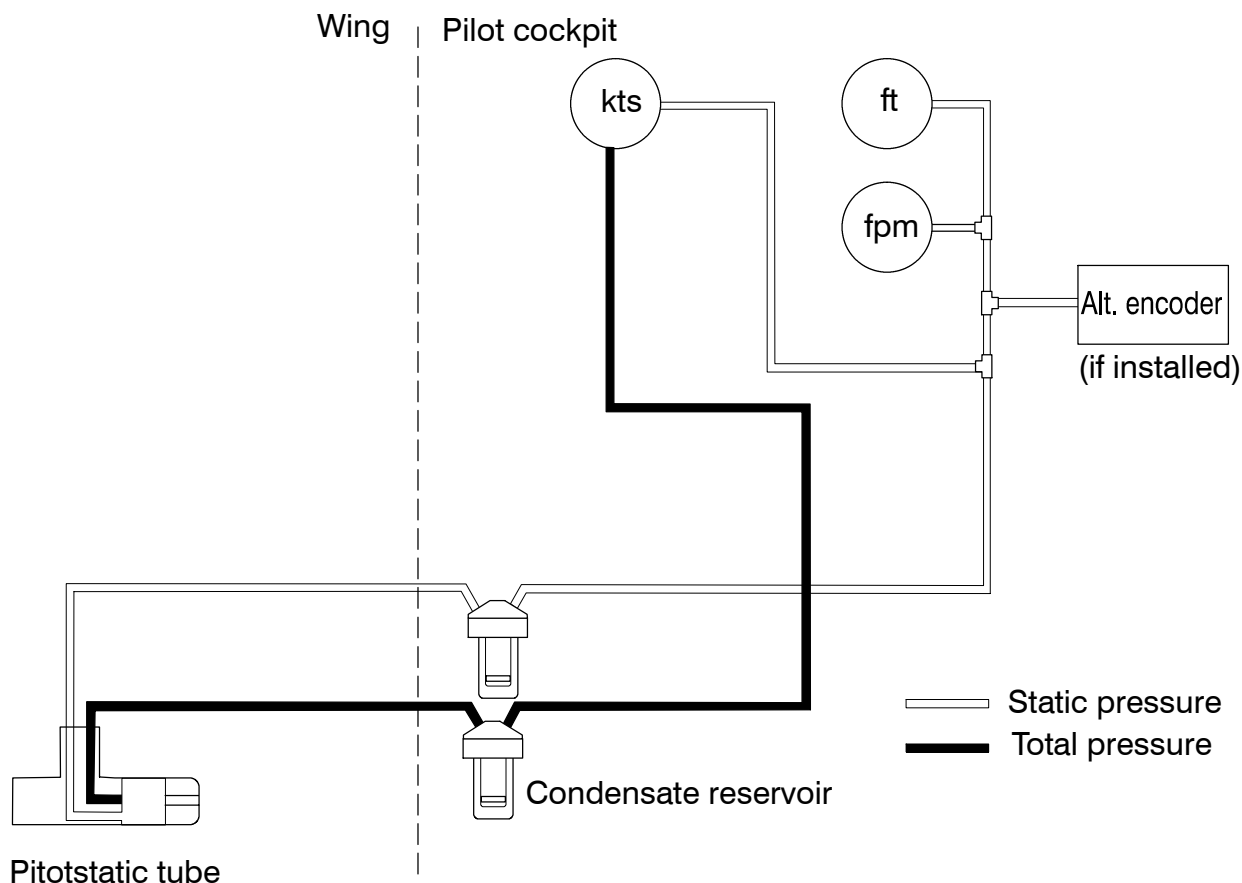 Wing
Pilot cockpit
kts
ft
fpm
Alt. encoder
(if installed)
Static pressure
Total pressure
Condensate reservoir
Pitotstatic tube